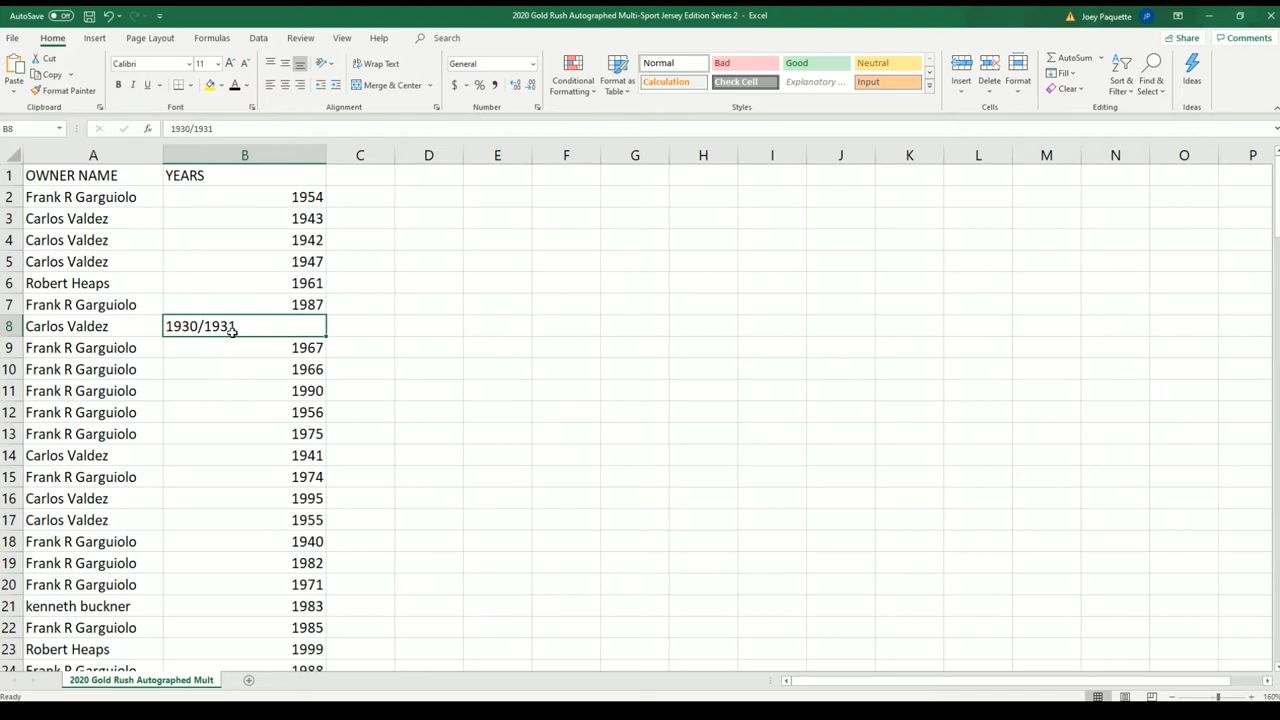 AutoSave Off 2020 Gold Rush Autographed Multi-Sport Jersey Edition Series 2 - Excel Joey Paquette JP
File Home Insert Page Layout Formulas Data Review View Help Search Share Comments
Paste Cut Copy Format Painter Calibri 11 B I U A Wrap Text Merge & Center General $ % Conditional Formatting Format as Table Normal Bad Good Neutral Calculation Check Cell Explanatory ... Input Insert Delete Format AutoSum Fill Clear Sort & Filter Find & Select Ideas
Clipboard Font Alignment Number Styles Cells Editing Ideas
B8 fx 1930/1931
A B C D E F G H I J K L M N O P
1 OWNER NAME YEARS
2 Frank R Garguiolo 1954
3 Carlos Valdez 1943
4 Carlos Valdez 1942
5 Carlos Valdez 1947
6 Robert Heaps 1961
7 Frank R Garguiolo 1987
8 Carlos Valdez 1930/1931
9 Frank R Garguiolo 1967
10 Frank R Garguiolo 1966
11 Frank R Garguiolo 1990
12 Frank R Garguiolo 1956
13 Frank R Garguiolo 1975
14 Carlos Valdez 1941
15 Frank R Garguiolo 1974
16 Carlos Valdez 1995
17 Carlos Valdez 1955
18 Frank R Garguiolo 1940
19 Frank R Garguiolo 1982
20 Frank R Garguiolo 1971
21 kenneth buckner 1983
22 Frank R Garguiolo 1985
23 Robert Heaps 1999
24 Frank R Garguiolo 1988
2020 Gold Rush Autographed Mult
Ready 160%